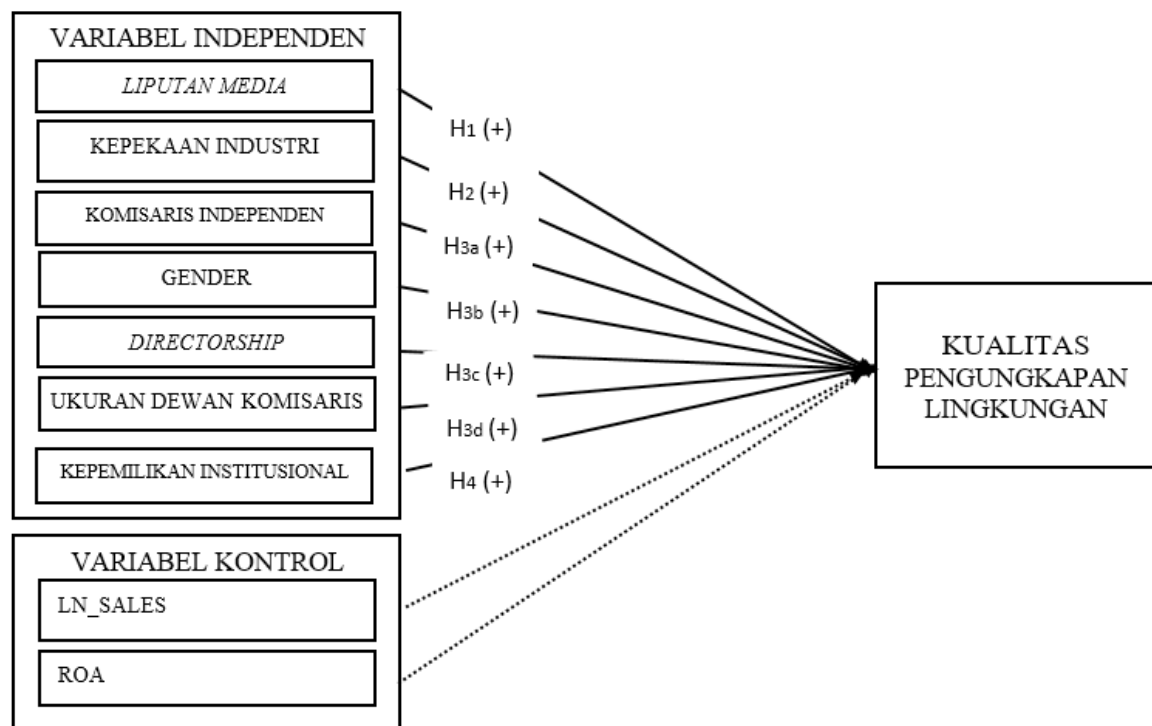 VARIABEL INDEPENDEN
LIPUTAN MEDIA
KEPEKAAN INDUSTRI
KOMISARIS INDEPENDEN
GENDER
DIRECTORSHIP
UKURAN DEWAN KOMISARIS
KEPEMILIKAN INSTITUSIONAL
H1 (+)
H2 (+)
H3a (+)
H3b (+)
H3c (+)
H3d (+)
H4 (+)
KUALITAS
PENGUNGKAPAN
LINGKUNGAN
VARIABEL KONTROL
LN_SALES
ROA